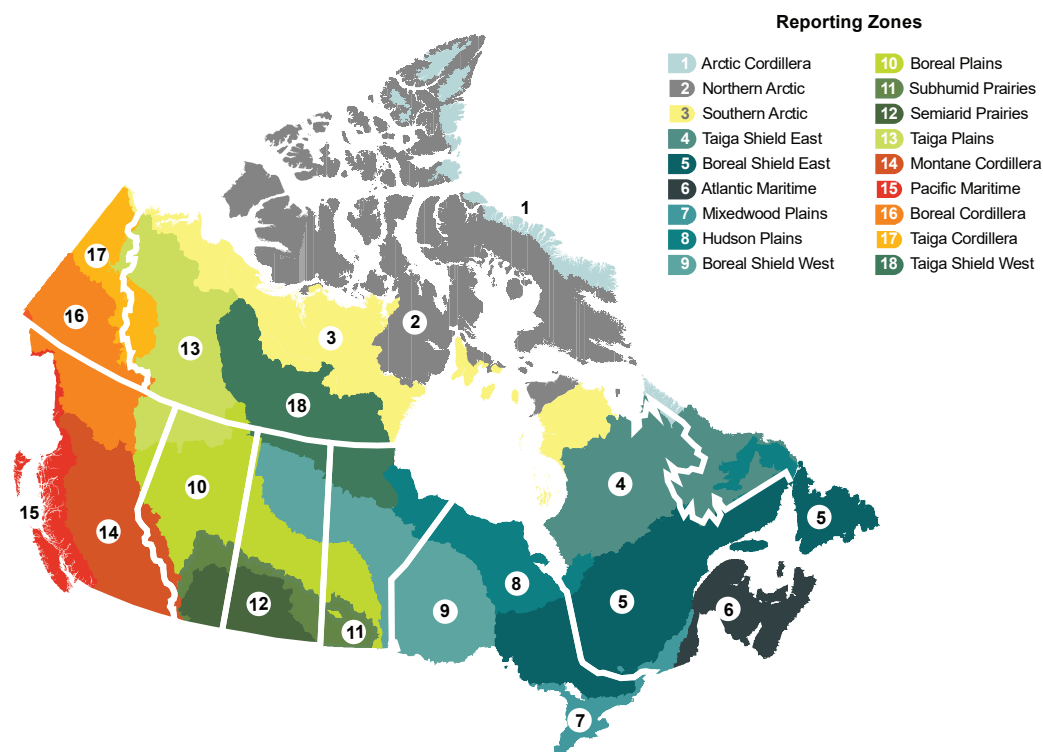 Reporting Zones
1 Arctic Cordillera
2 Northern Arctic
3 Southern Arctic
4 Taiga Shield East
5 Boreal Shield East
6 Atlantic Maritime
7 Mixedwood Plains
8 Hudson Plains
9 Boreal Shield West
10 Boreal Plains
11 Subhumid Prairies
12 Semiarid Prairies
13 Taiga Plains
14 Montane Cordillera
15 Pacific Maritime
16 Boreal Cordillera
17 Taiga Cordillera
18 Taiga Shield West
1
17
16
2
3
13
18
4
10
15
5
14
8
12
5
9
6
11
7